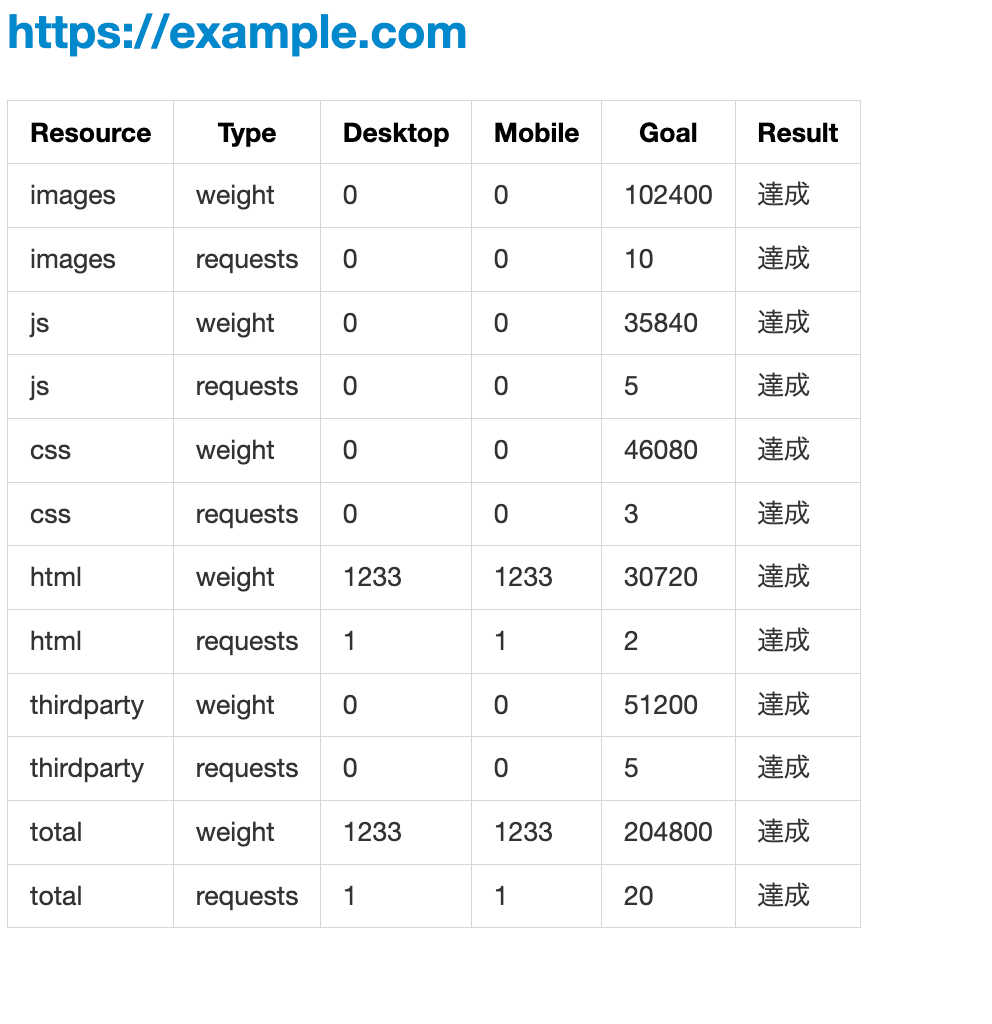 https://example.com
Resource Type Desktop Mobile Goal Result
images weight 0 0 102400 達成
images requests 0 0 10 達成
js weight 0 0 35840 達成
js requests 0 0 5 達成
css weight 0 0 46080 達成
css requests 0 0 3 達成
html weight 1233 1233 30720 達成
html requests 1 1 2 達成
thirdparty weight 0 0 51200 達成
thirdparty requests 0 0 5 達成
total weight 1233 1233 204800 達成
total requests 1 1 20 達成